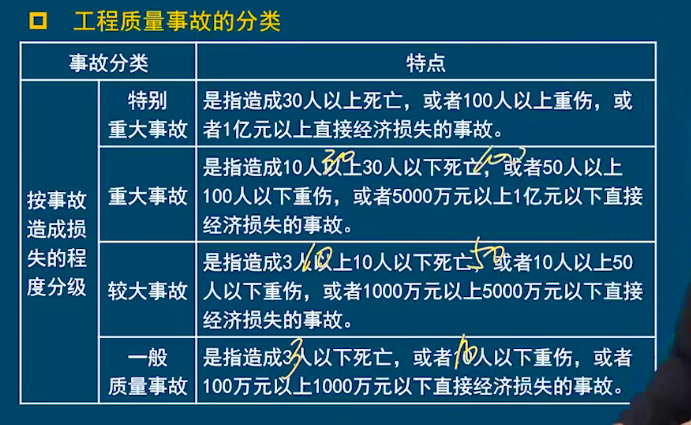 工程质量事故的分类
事故分类
特点
按事故
造成损
失的程
度分级
特别
重大事故
是指造成30人以上死亡，或者100人以上重伤，或
者1亿元以上直接经济损失的事故。
重大事故
是指造成10人以上30人以下死亡，或者50人以上
100人以下重伤，或者5000万元以上1亿元以下直接
经济损失的事故。
30
100
较大事故
是指造成3人以上10人以下死亡，或者10人以上50
人以下重伤，或者1000万元以上5000万元以下直接
经济损失的事故。
10
50
一般
质量事故
是指造成3人以下死亡，或者10人以下重伤，或者
100万元以上1000万元以下直接经济损失的事故。
3
10